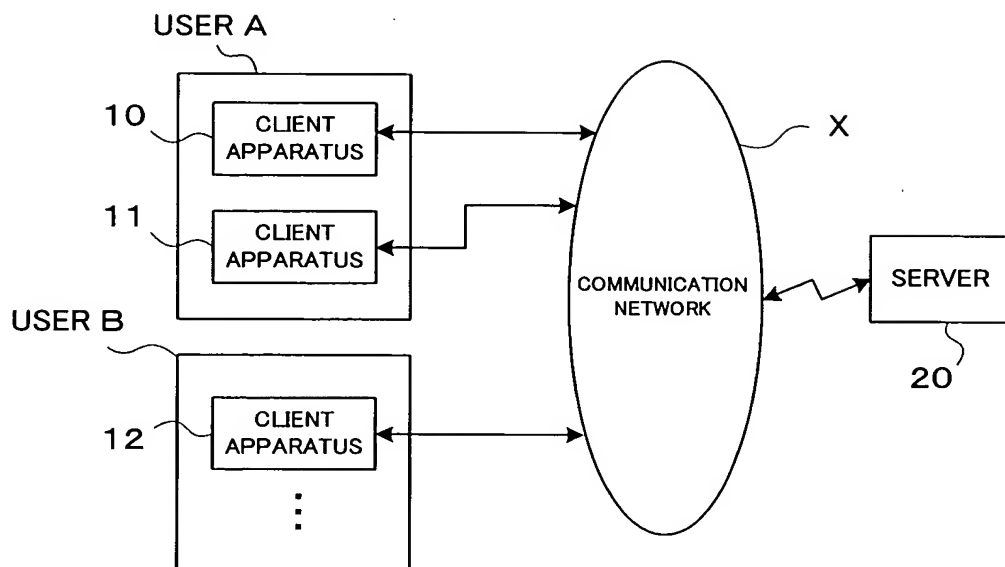 USER A
10
CLIENT
APPARATUS
X
11
CLIENT
APPARATUS
COMMUNICATION
NETWORK
SERVER
20
USER B
12
CLIENT
APPARATUS